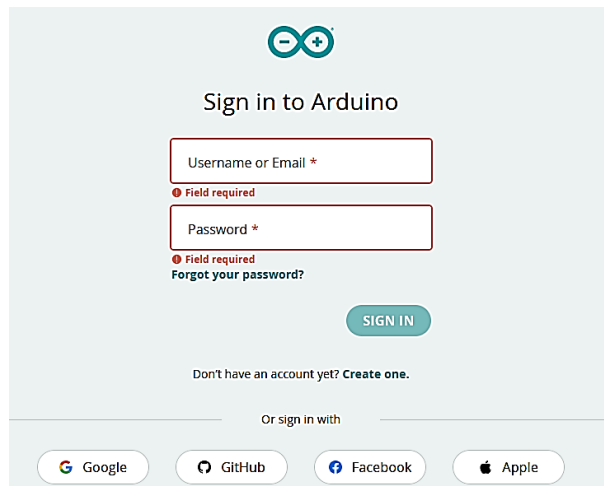 Sign in to Arduino
Username or Email *
Field required
Password *
Field required
Forgot your password?
SIGN IN
Don't have an account yet? Create one.
Or sign in with
Google GitHub Facebook Apple